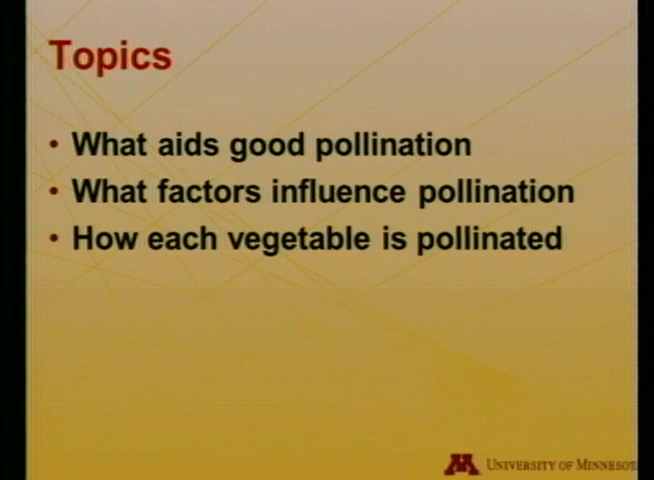 Topics
• What aids good pollination
• What factors influence pollination
• How each vegetable is pollinated
UNIVERSITY OF MINNESOT